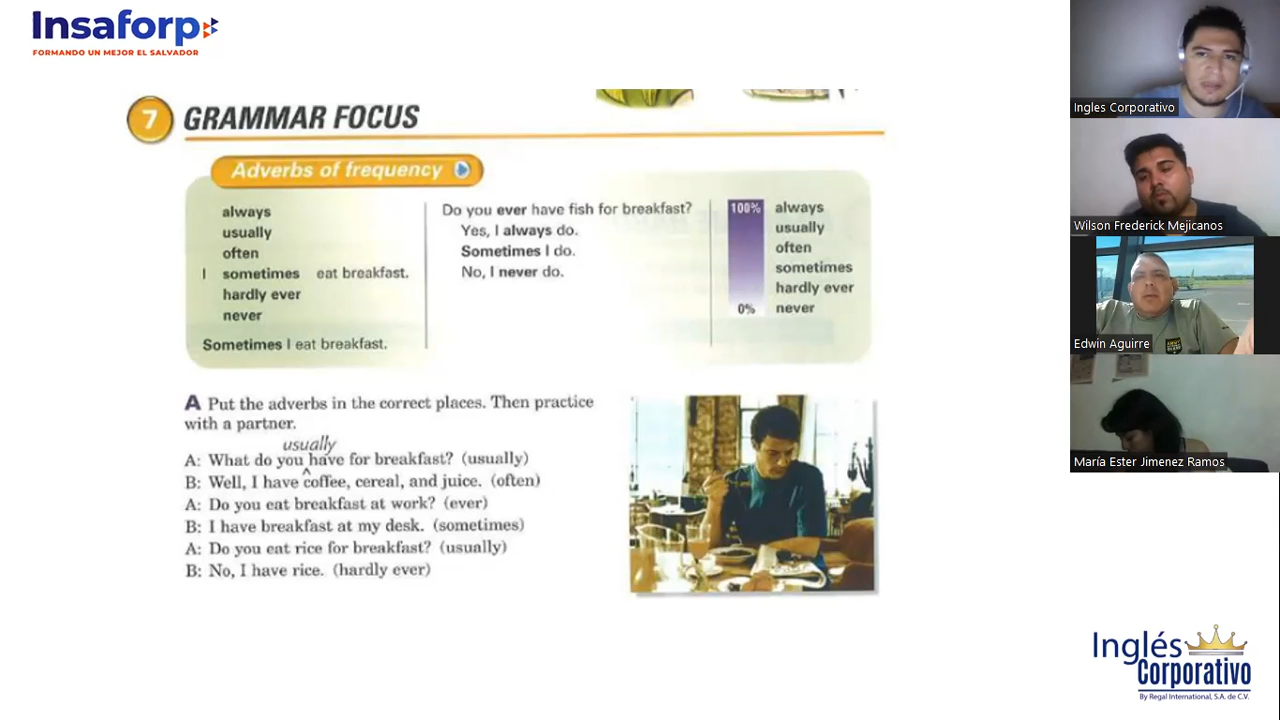 Insaforp
FORMANDO UN MEJOR EL SALVADOR
7 GRAMMAR FOCUS
Adverbs of frequency
always
usually
often
I sometimes eat breakfast.
hardly ever
never
Sometimes I eat breakfast.
Do you ever have fish for breakfast?
Yes, I always do.
Sometimes I do.
No, I never do.
100% always
usually
often
sometimes
hardly ever
0% never
A Put the adverbs in the correct places. Then practice
with a partner.
usually
A: What do you ^ have for breakfast? (usually)
B: Well, I have coffee, cereal, and juice. (often)
A: Do you eat breakfast at work? (ever)
B: I have breakfast at my desk. (sometimes)
A: Do you eat rice for breakfast? (usually)
B: No, I have rice. (hardly ever)
Ingles Corporativo
Wilson Frederick Mejicanos
Edwin Aguirre
María Ester Jimenez Ramos
Inglés
Corporativo
By Regal International, S.A. de C.V.